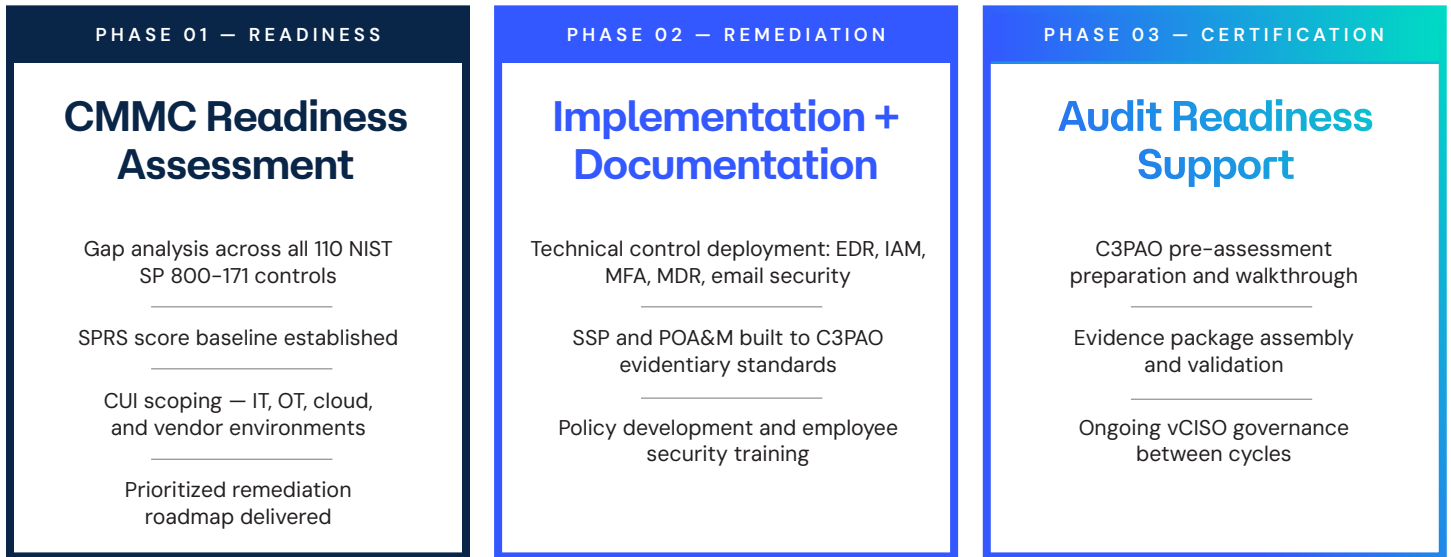 PHASE 01 — READINESS
CMMC Readiness
Assessment
Gap analysis across all 110 NIST
SP 800-171 controls
SPRS score baseline established
CUI scoping — IT, OT, cloud,
and vendor environments
Prioritized remediation
roadmap delivered
PHASE 02 — REMEDIATION
Implementation +
Documentation
Technical control deployment: EDR, IAM,
MFA, MDR, email security
SSP and POA&M built to C3PAO
evidentiary standards
Policy development and employee
security training
PHASE 03 — CERTIFICATION
Audit Readiness
Support
C3PAO pre-assessment
preparation and walkthrough
Evidence package assembly
and validation
Ongoing vCISO governance
between cycles